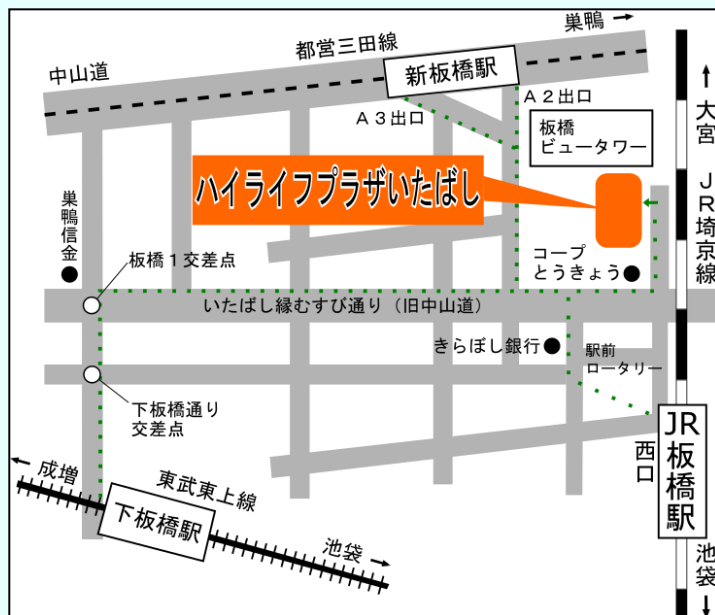 巣鴨
都営三田線
中山道
新板橋駅
A2出口
A3出口
板橋
ビュータワー
大宮
JR埼京線
ハイライフプラザいたばし
巣鴨信金
板橋1交差点
コープ
とうきょう
いたばし縁むすび通り(旧中山道)
きらぼし銀行
駅前
ロータリー
下板橋通り
交差点
JR板橋駅
西口
成増
東武東上線
下板橋駅
池袋
池袋